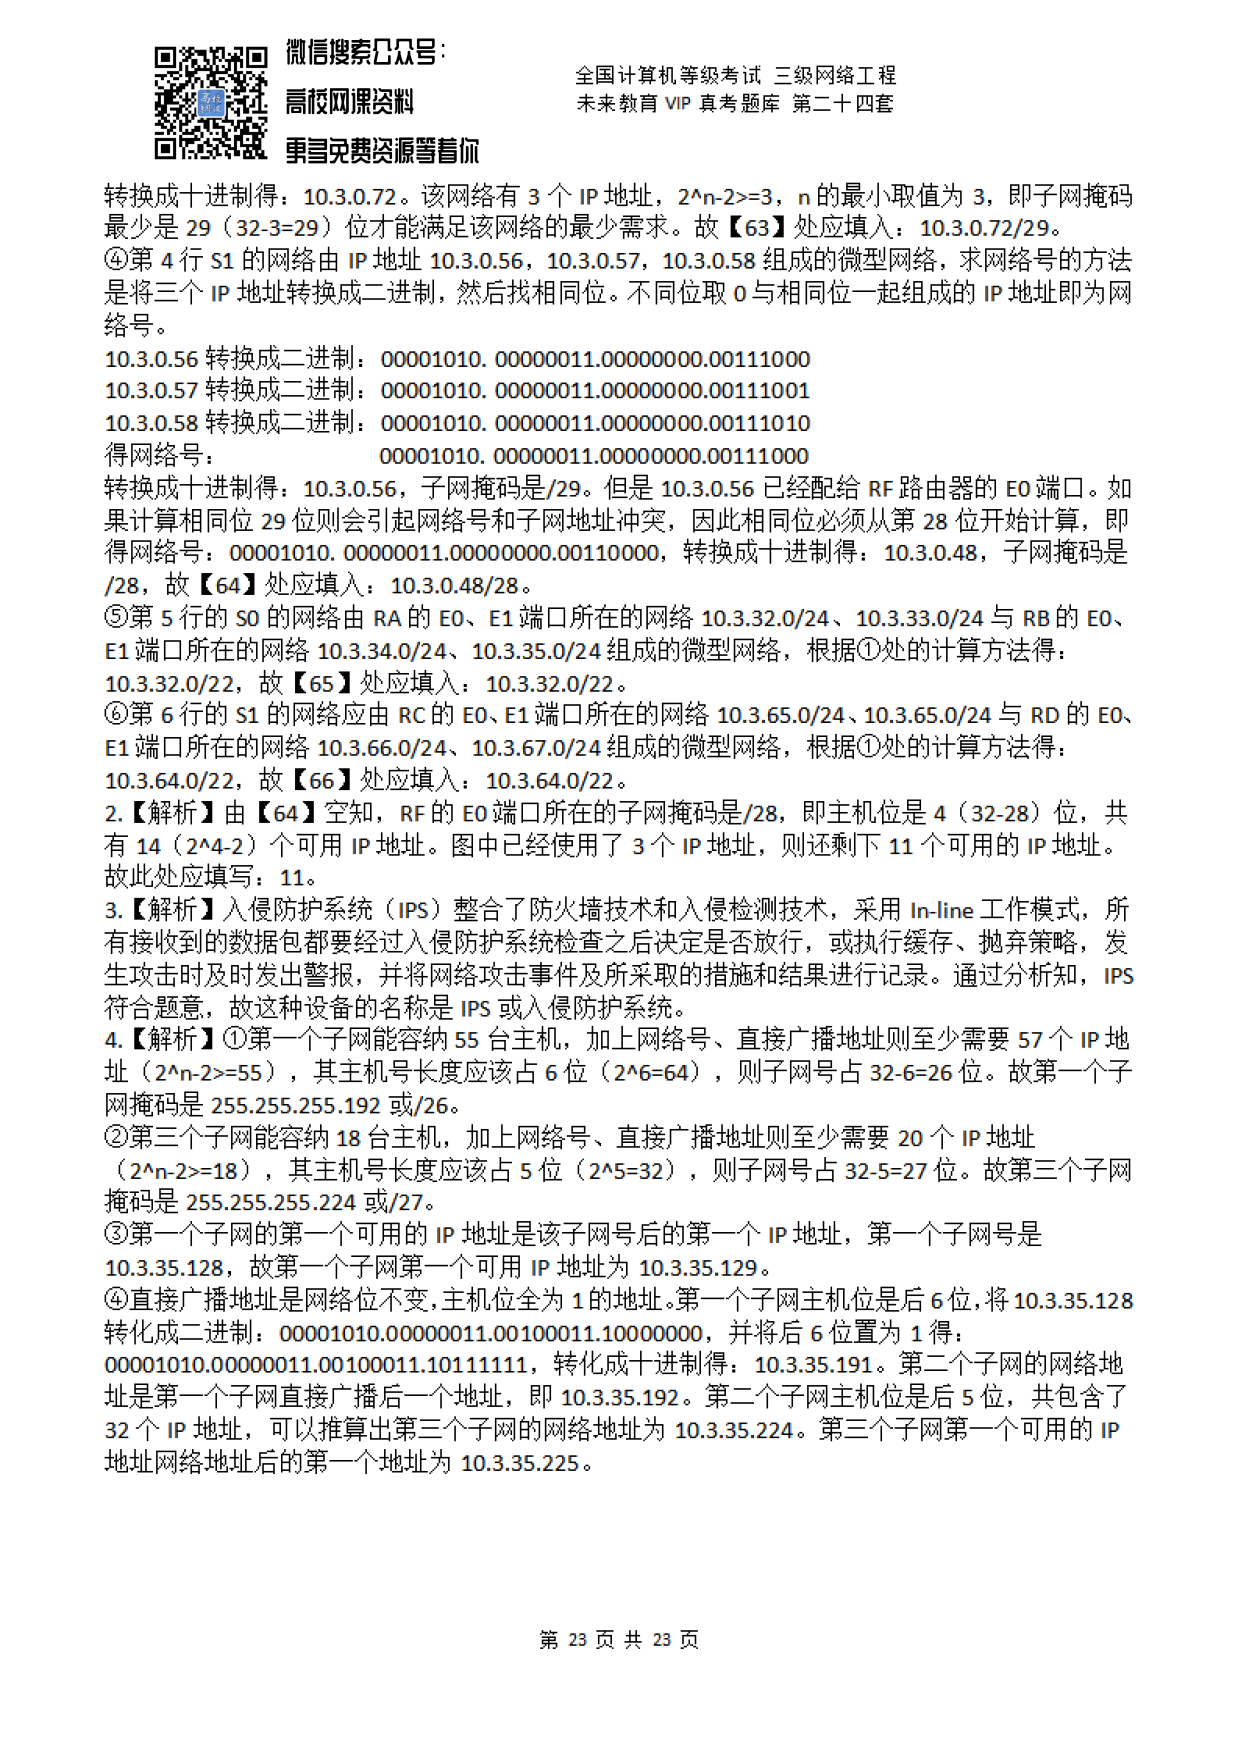 微信搜索公众号：
高校网课资料
更多免费资源等着你
全国计算机等级考试 三级网络工程
未来教育 VIP 真考题库 第二十四套
转换成十进制得：10.3.0.72。该网络有 3 个 IP 地址，2^n-2>=3，n 的最小取值为 3，即子网掩码
最少是 29（32-3=29）位才能满足该网络的最少需求。故【63】处应填入：10.3.0.72/29。
④第 4 行 S1 的网络由 IP 地址 10.3.0.56，10.3.0.57，10.3.0.58 组成的微型网络，求网络号的方法
是将三个 IP 地址转换成二进制，然后找相同位。不同位取 0 与相同位一起组成的 IP 地址即为网
络号。
10.3.0.56 转换成二进制：00001010. 00000011.00000000.00111000
10.3.0.57 转换成二进制：00001010. 00000011.00000000.00111001
10.3.0.58 转换成二进制：00001010. 00000011.00000000.00111010
得网络号： 00001010. 00000011.00000000.00111000
转换成十进制得：10.3.0.56，子网掩码是/29。但是 10.3.0.56 已经配给 RF 路由器的 E0 端口。如
果计算相同位 29 位则会引起网络号和子网地址冲突，因此相同位必须从第 28 位开始计算，即
得网络号：00001010. 00000011.00000000.00110000，转换成十进制得：10.3.0.48，子网掩码是
/28，故【64】处应填入：10.3.0.48/28。
⑤第 5 行的 S0 的网络由 RA 的 E0、E1 端口所在的网络 10.3.32.0/24、10.3.33.0/24 与 RB 的 E0、
E1 端口所在的网络 10.3.34.0/24、10.3.35.0/24 组成的微型网络，根据①处的计算方法得：
10.3.32.0/22，故【65】处应填入：10.3.32.0/22。
⑥第 6 行的 S1 的网络应由 RC 的 E0、E1 端口所在的网络 10.3.65.0/24、10.3.65.0/24 与 RD 的 E0、
E1 端口所在的网络 10.3.66.0/24、10.3.67.0/24 组成的微型网络，根据①处的计算方法得：
10.3.64.0/22，故【66】处应填入：10.3.64.0/22。
2.【解析】由【64】空知，RF 的 E0 端口所在的子网掩码是/28，即主机位是 4（32-28）位，共
有 14（2^4-2）个可用 IP 地址。图中已经使用了 3 个 IP 地址，则还剩下 11 个可用的 IP 地址。
故此处应填写：11。
3.【解析】入侵防护系统（IPS）整合了防火墙技术和入侵检测技术，采用 In-line 工作模式，所
有接收到的数据包都要经过入侵防护系统检查之后决定是否放行，或执行缓存、抛弃策略，发
生攻击时及时发出警报，并将网络攻击事件及所采取的措施和结果进行记录。通过分析知，IPS
符合题意，故这种设备的名称是 IPS 或入侵防护系统。
4.【解析】①第一个子网能容纳 55 台主机，加上网络号、直接广播地址则至少需要 57 个 IP 地
址（2^n-2>=55），其主机号长度应该占 6 位（2^6=64），则子网号占 32-6=26 位。故第一个子
网掩码是 255.255.255.192 或/26。
②第三个子网能容纳 18 台主机，加上网络号、直接广播地址则至少需要 20 个 IP 地址
（2^n-2>=18），其主机号长度应该占 5 位（2^5=32），则子网号占 32-5=27 位。故第三个子网
掩码是 255.255.255.224 或/27。
③第一个子网的第一个可用的 IP 地址是该子网号后的第一个 IP 地址，第一个子网号是
10.3.35.128，故第一个子网第一个可用 IP 地址为 10.3.35.129。
④直接广播地址是网络位不变，主机位全为 1 的地址。第一个子网主机位是后 6 位，将 10.3.35.128
转化成二进制：00001010.00000011.00100011.10000000，并将后 6 位置为 1 得：
00001010.00000011.00100011.10111111，转化成十进制得：10.3.35.191。第二个子网的网络地
址是第一个子网直接广播后一个地址，即 10.3.35.192。第二个子网主机位是后 5 位，共包含了
32 个 IP 地址，可以推算出第三个子网的网络地址为 10.3.35.224。第三个子网第一个可用的 IP
地址网络地址后的第一个地址为 10.3.35.225。
第 23 页 共 23 页